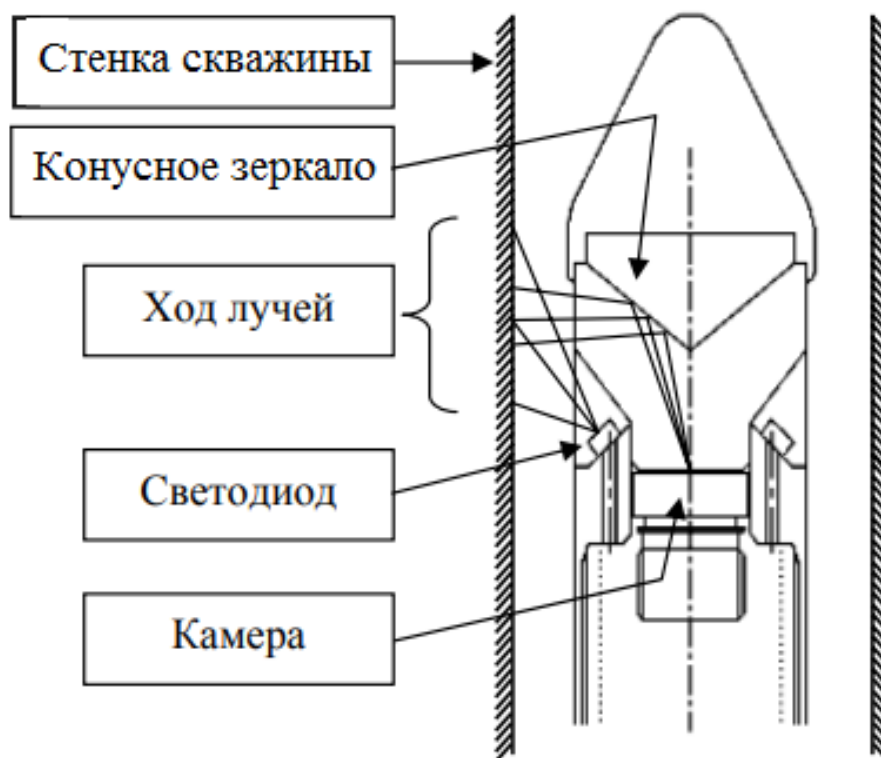 Стенка скважины
Конусное зеркало
Ход лучей
Светодиод
Камера